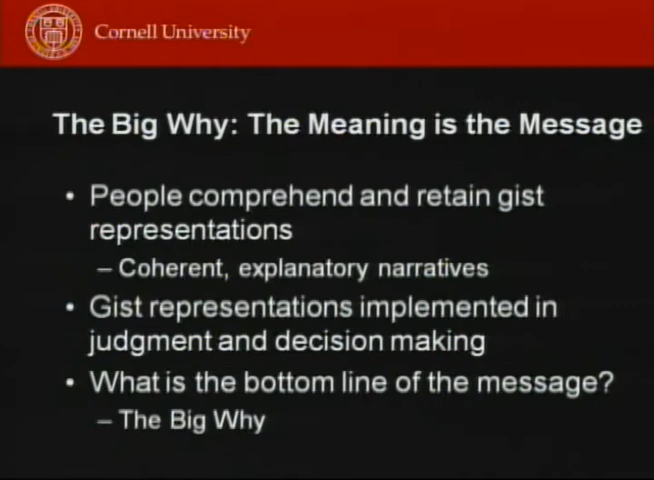 Cornell University
The Big Why: The Meaning is the Message
• People comprehend and retain gist
representations
– Coherent, explanatory narratives
• Gist representations implemented in
judgment and decision making
• What is the bottom line of the message?
– The Big Why